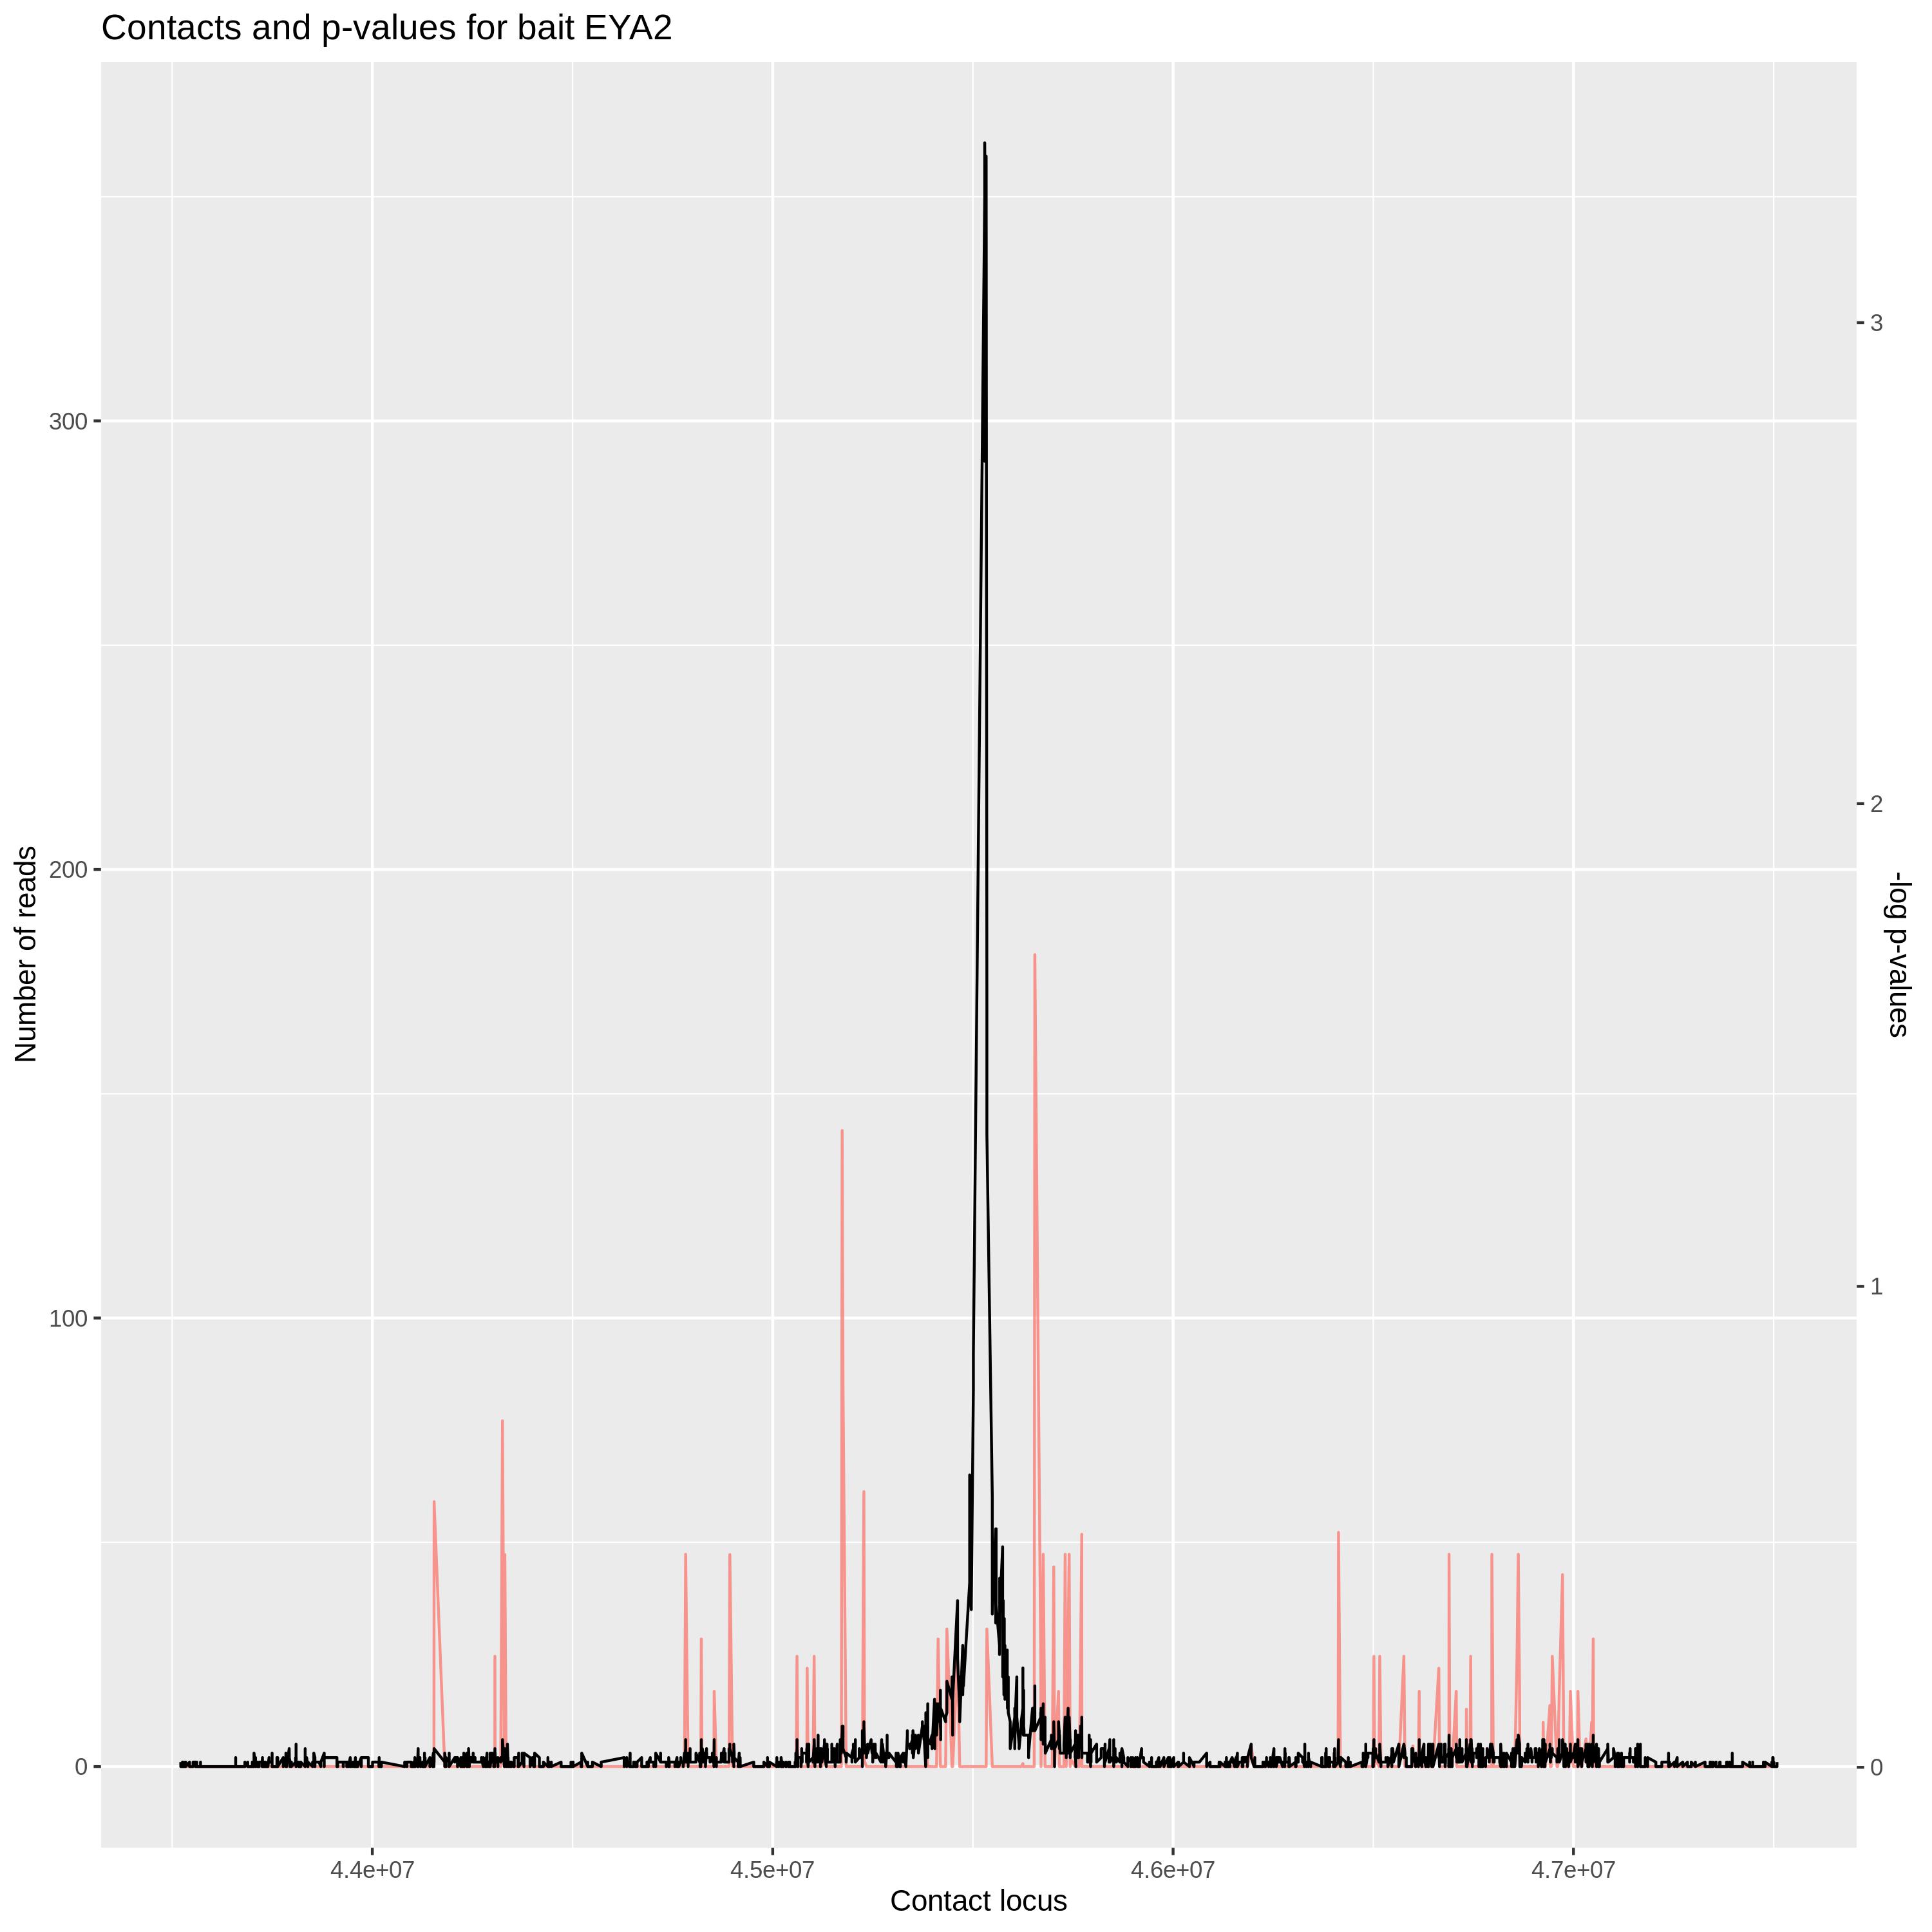 Contacts and p-values for bait EYA2
300
200
100
0
Number of reads
3
2
1
0
-log p-values
4.4e+07
4.5e+07
4.6e+07
4.7e+07
Contact locus